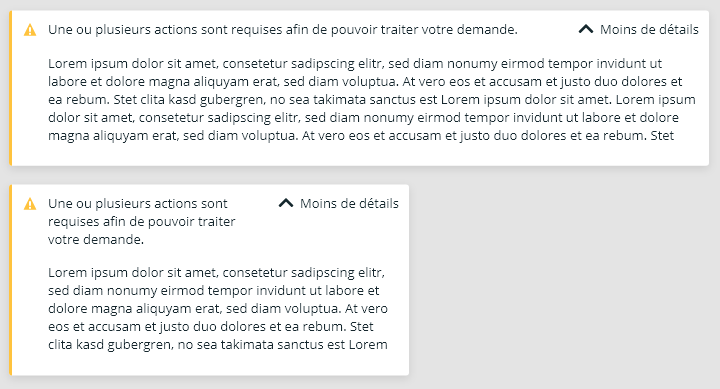 Une ou plusieurs actions sont requises afin de pouvoir traiter votre demande. Moins de détails
Lorem ipsum dolor sit amet, consetetur sadipscing elitr, sed diam nonumy eirmod tempor invidunt ut
labore et dolore magna aliquyam erat, sed diam voluptua. At vero eos et accusam et justo duo dolores et
ea rebum. Stet clita kasd gubergren, no sea takimata sanctus est Lorem ipsum dolor sit amet. Lorem ipsum
dolor sit amet, consetetur sadipscing elitr, sed diam nonumy eirmod tempor invidunt ut labore et dolore
magna aliquyam erat, sed diam voluptua. At vero eos et accusam et justo duo dolores et ea rebum. Stet
Une ou plusieurs actions sont Moins de détails
requises afin de pouvoir traiter
votre demande.
Lorem ipsum dolor sit amet, consetetur sadipscing elitr,
sed diam nonumy eirmod tempor invidunt ut labore et
dolore magna aliquyam erat, sed diam voluptua. At vero
eos et accusam et justo duo dolores et ea rebum. Stet
clita kasd gubergren, no sea takimata sanctus est Lorem